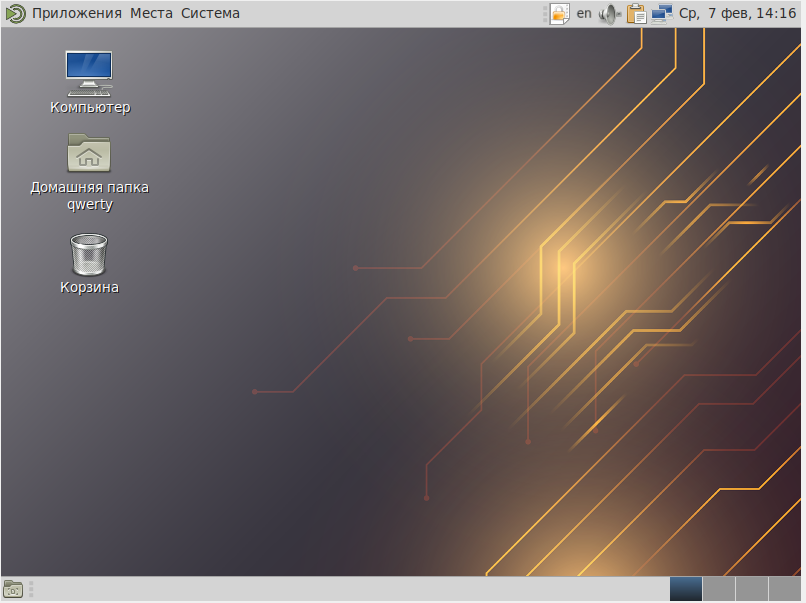 Приложения Места Система en Ср, 7 фев, 14:16
Компьютер
Домашняя папка
qwerty
Корзина